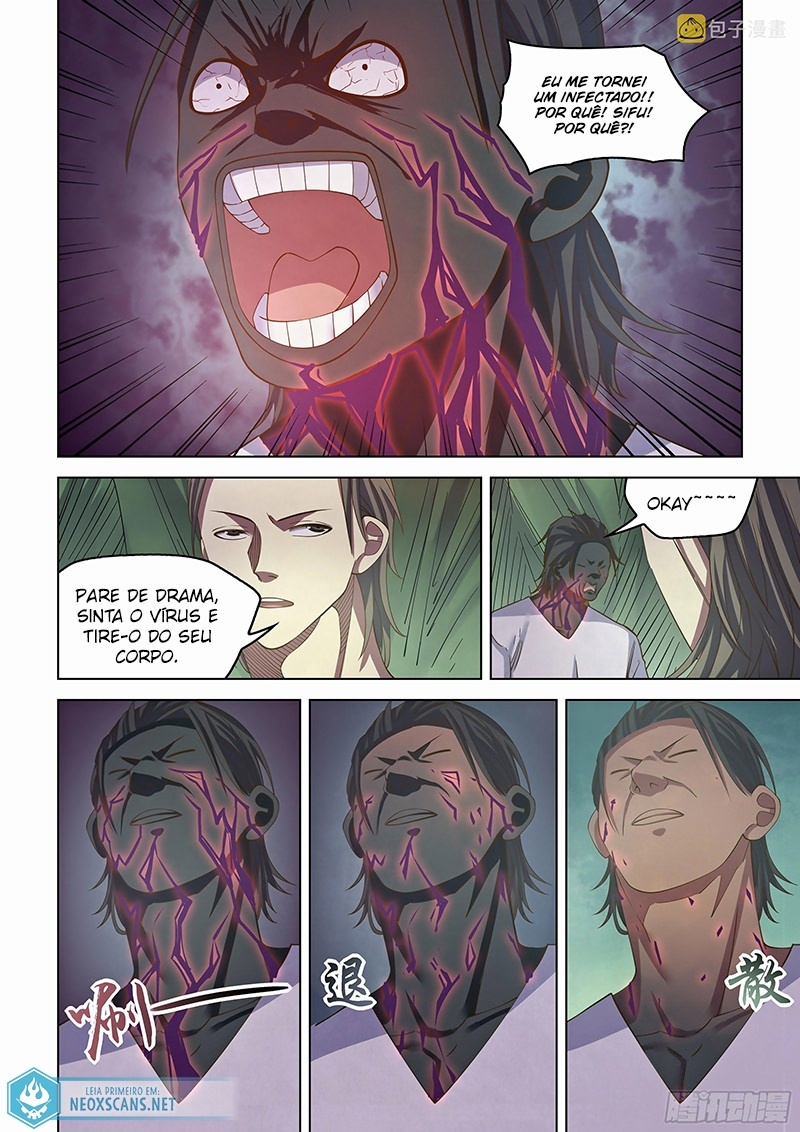 包子漫畫
EU ME TORNEI
UM INFECTADO!!
POR QUÊ! SIFU!
POR QUÊ?!
PARE DE DRAMA,
SINTA O VÍRUS E
TIRE-O DO SEU
CORPO.
OKAY~~~~
唰
退
散
LEIA PRIMEIRO EM:
NEOXSCANS.NET
腾讯动漫